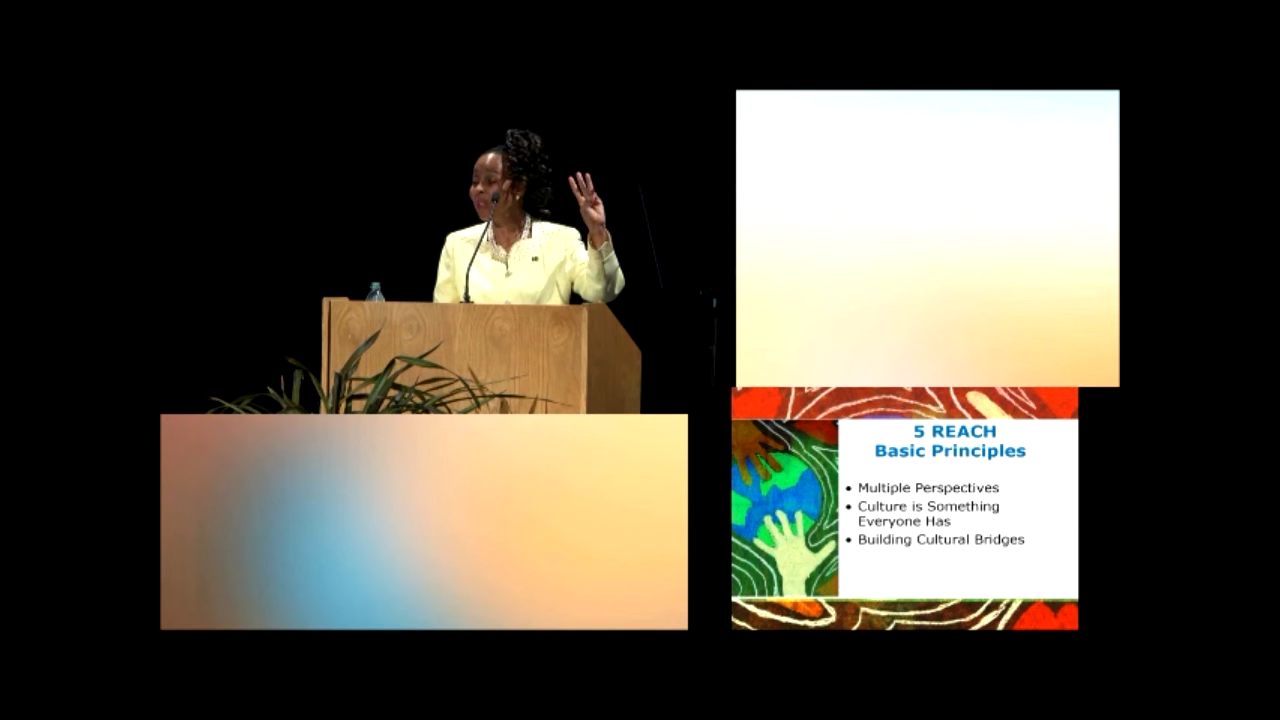 5 REACH
Basic Principles
• Multiple Perspectives
• Culture is Something
Everyone Has
• Building Cultural Bridges